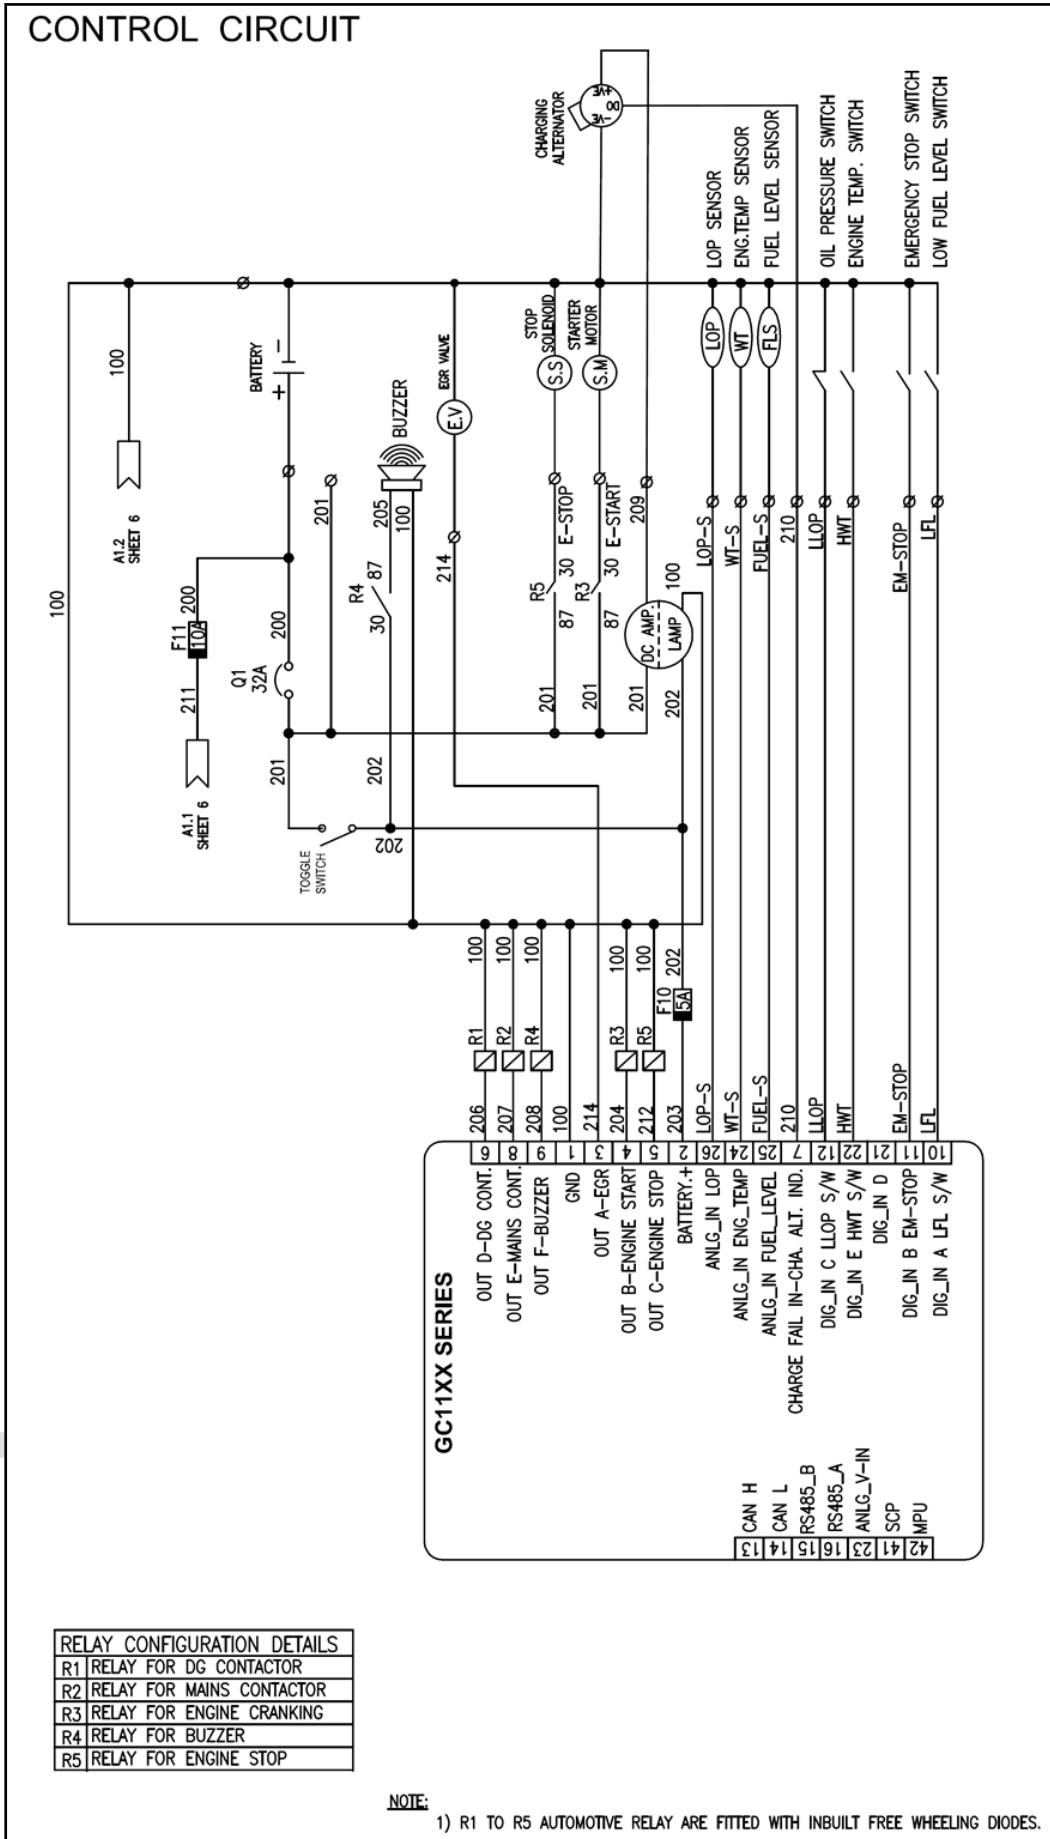 CONTROL CIRCUIT
CHARGING
ALTERNATOR
+VE
-VE
DO
LOP SENSOR
ENG.TEMP SENSOR
FUEL LEVEL SENSOR
OIL PRESSURE SWITCH
ENGINE TEMP. SWITCH
EMERGENCY STOP SWITCH
LOW FUEL LEVEL SWITCH
100
100
A1.2
SHEET 6
BATTERY
-
+
201
BUZZER
205
100
EGR VALVE
E.V
214
STOP
SOLENOID
S.S
STARTER
MOTOR
S.M
LOP
WT
FLS
F11
10A
200
211
A1.1
SHEET 6
200
Q1
32A
201
R4
87
30
202
E-STOP
R5
30
87
201
E-START
R3
30
87
201
209
DC AMP.
LAMP
100
201
202
LOP-S
WT-S
FUEL-S
210
LLOP
HWT
EM-STOP
LFL
TOGGLE
SWITCH
202
100
100
100
100
100
202
R1
R2
R4
R3
R5
F10
5A
206
207
208
100
214
204
212
203
LOP-S
WT-S
FUEL-S
210
LLOP
HWT
EM-STOP
LFL
6
8
9
1
3
4
5
2
26
24
25
7
12
22
21
11
10
OUT D-DG CONT.
OUT E-MAINS CONT.
OUT F-BUZZER
GND
OUT A-EGR
OUT B-ENGINE START
OUT C-ENGINE STOP
BATTERY.+
ANLG_IN LOP
ANLG_IN ENG_TEMP
ANLG_IN FUEL_LEVEL
CHARGE FAIL IN-CHA. ALT. IND.
DIG_IN C LLOP S/W
DIG_IN E HWT S/W
DIG_IN D
DIG_IN B EM-STOP
DIG_IN A LFL S/W
GC11XX SERIES
CAN H
CAN L
RS485_B
RS485_A
ANLG_V-IN
SCP
MPU
13
14
15
16
23
41
42
RELAY CONFIGURATION DETAILS
R1 RELAY FOR DG CONTACTOR
R2 RELAY FOR MAINS CONTACTOR
R3 RELAY FOR ENGINE CRANKING
R4 RELAY FOR BUZZER
R5 RELAY FOR ENGINE STOP
NOTE:
1) R1 TO R5 AUTOMOTIVE RELAY ARE FITTED WITH INBUILT FREE WHEELING DIODES.